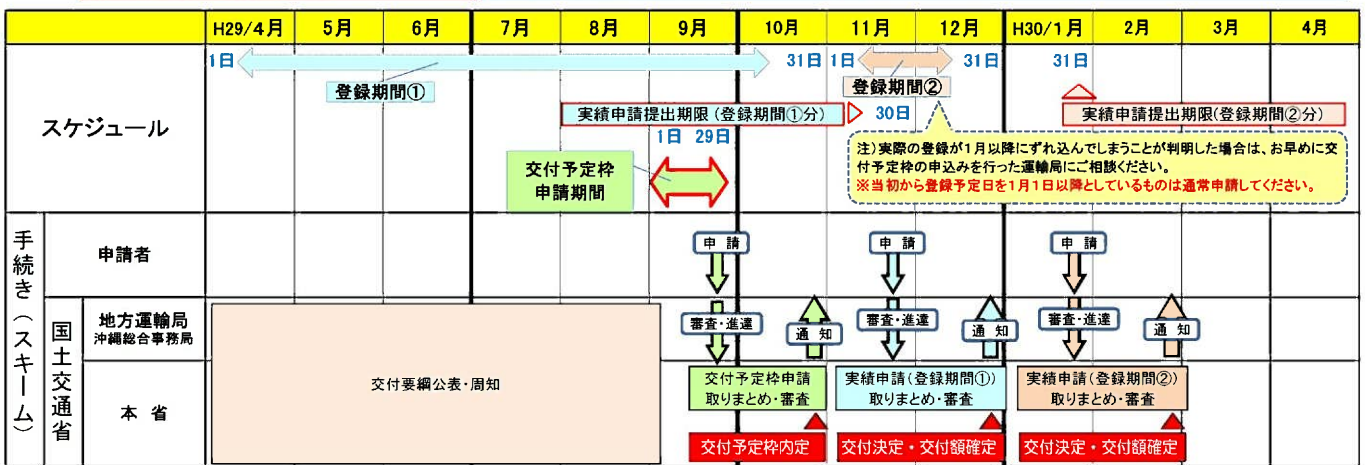 H29/4月 5月 6月 7月 8月 9月 10月 11月 12月 H30/1月 2月 3月 4月
スケジュール
1日 31日 1日 31日 31日
登録期間① 登録期間②
実績申請提出期限(登録期間①分) 30日 実績申請提出期限(登録期間②分)
1日 29日
交付予定枠
申請期間
注)実際の登録が1月以降にずれ込んでしまうことが判明した場合は、お早めに交
付予定枠の申込みを行った運輸局にご相談ください。
※当初から登録予定日を1月1日以降としているものは通常申請してください。
手続き(スキーム)
申請者
申請 申請 申請
国土交通省
地方運輸局
沖縄総合事務局
審査・進達 通知 審査・進達 通知 審査・進達 通知
本省
交付要綱公表・周知
交付予定枠申請
取りまとめ・審査
実績申請(登録期間①)
取りまとめ・審査
実績申請(登録期間②)
取りまとめ・審査
交付予定枠内定 交付決定・交付額確定 交付決定・交付額確定